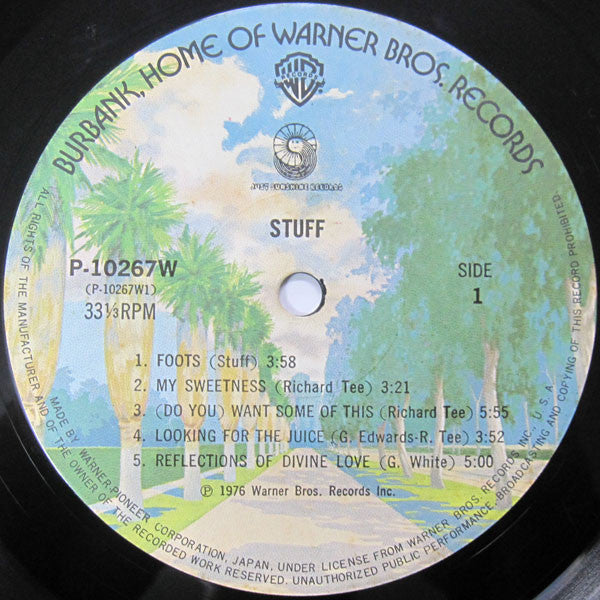 BURBANK, HOME OF WARNER BROS. RECORDS
WB
RECORDS
JUST SUNSHINE RECORDS
STUFF
P-10267W
(P-10267W1)
33⅓RPM
SIDE
1
1. FOOTS (Stuff) 3:58
2. MY SWEETNESS (Richard Tee) 3:21
3. (DO YOU) WANT SOME OF THIS (Richard Tee) 5:55
4. LOOKING FOR THE JUICE (G. Edwards-R. Tee) 3:52
5. REFLECTIONS OF DIVINE LOVE (G. White) 5:00
℗ 1976 Warner Bros. Records Inc.
MADE BY WARNER-PIONEER CORPORATION, JAPAN, UNDER LICENSE FROM WARNER BROS RECORDS INC. U.S.A.
ALL RIGHTS OF THE MANUFACTURER AND OF THE OWNER OF THE RECORDED WORK RESERVED. UNAUTHORIZED PUBLIC PERFORMANCE, BROADCASTING AND COPYING OF THIS RECORD PROHIBITED.